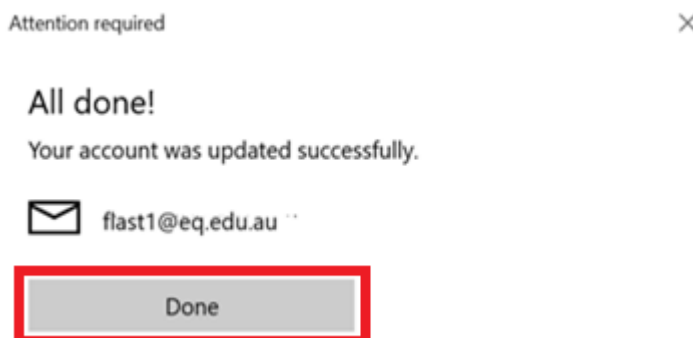 Attention required
All done!
Your account was updated successfully.
flast1@eq.edu.au
Done